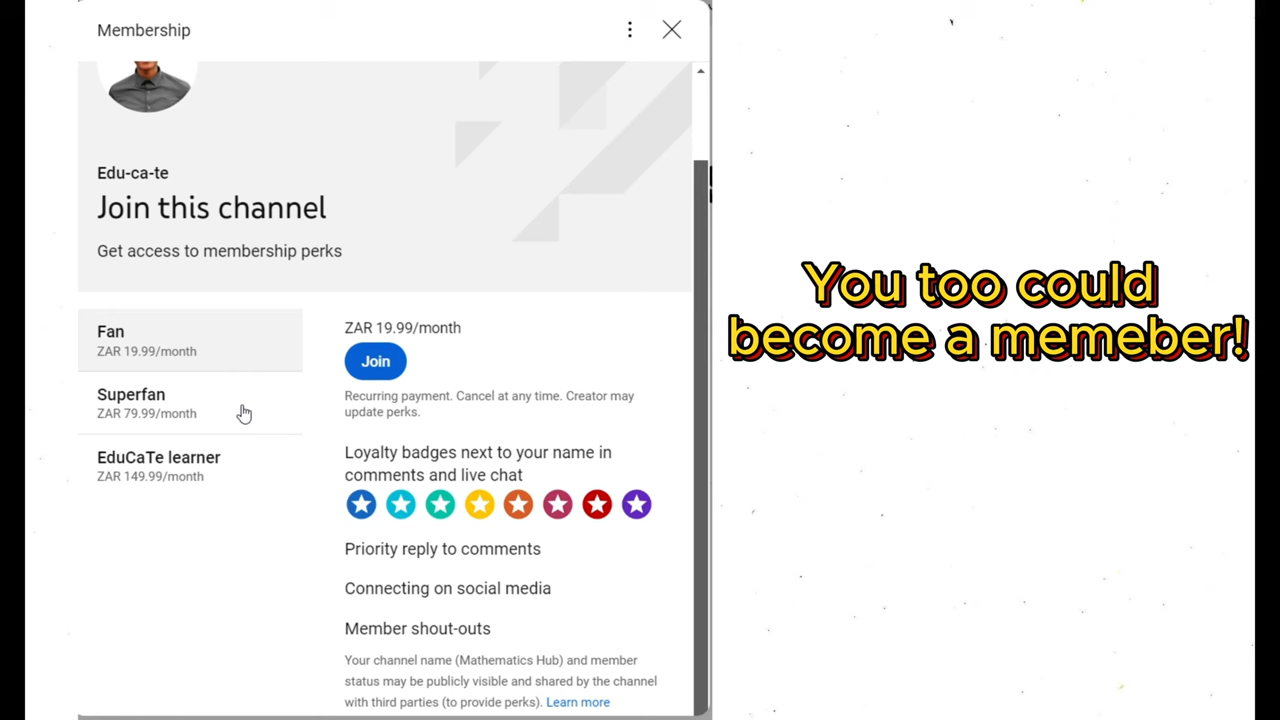 Membership
Edu-ca-te
Join this channel
Get access to membership perks
Fan
ZAR 19.99/month
Superfan
ZAR 79.99/month
EduCaTe learner
ZAR 149.99/month
ZAR 19.99/month
Join
Recurring payment. Cancel at any time. Creator may
update perks.
Loyalty badges next to your name in
comments and live chat
Priority reply to comments
Connecting on social media
Member shout-outs
Your channel name (Mathematics Hub) and member
status may be publicly visible and shared by the channel
with third parties (to provide perks). Learn more
You too could
become a memeber!